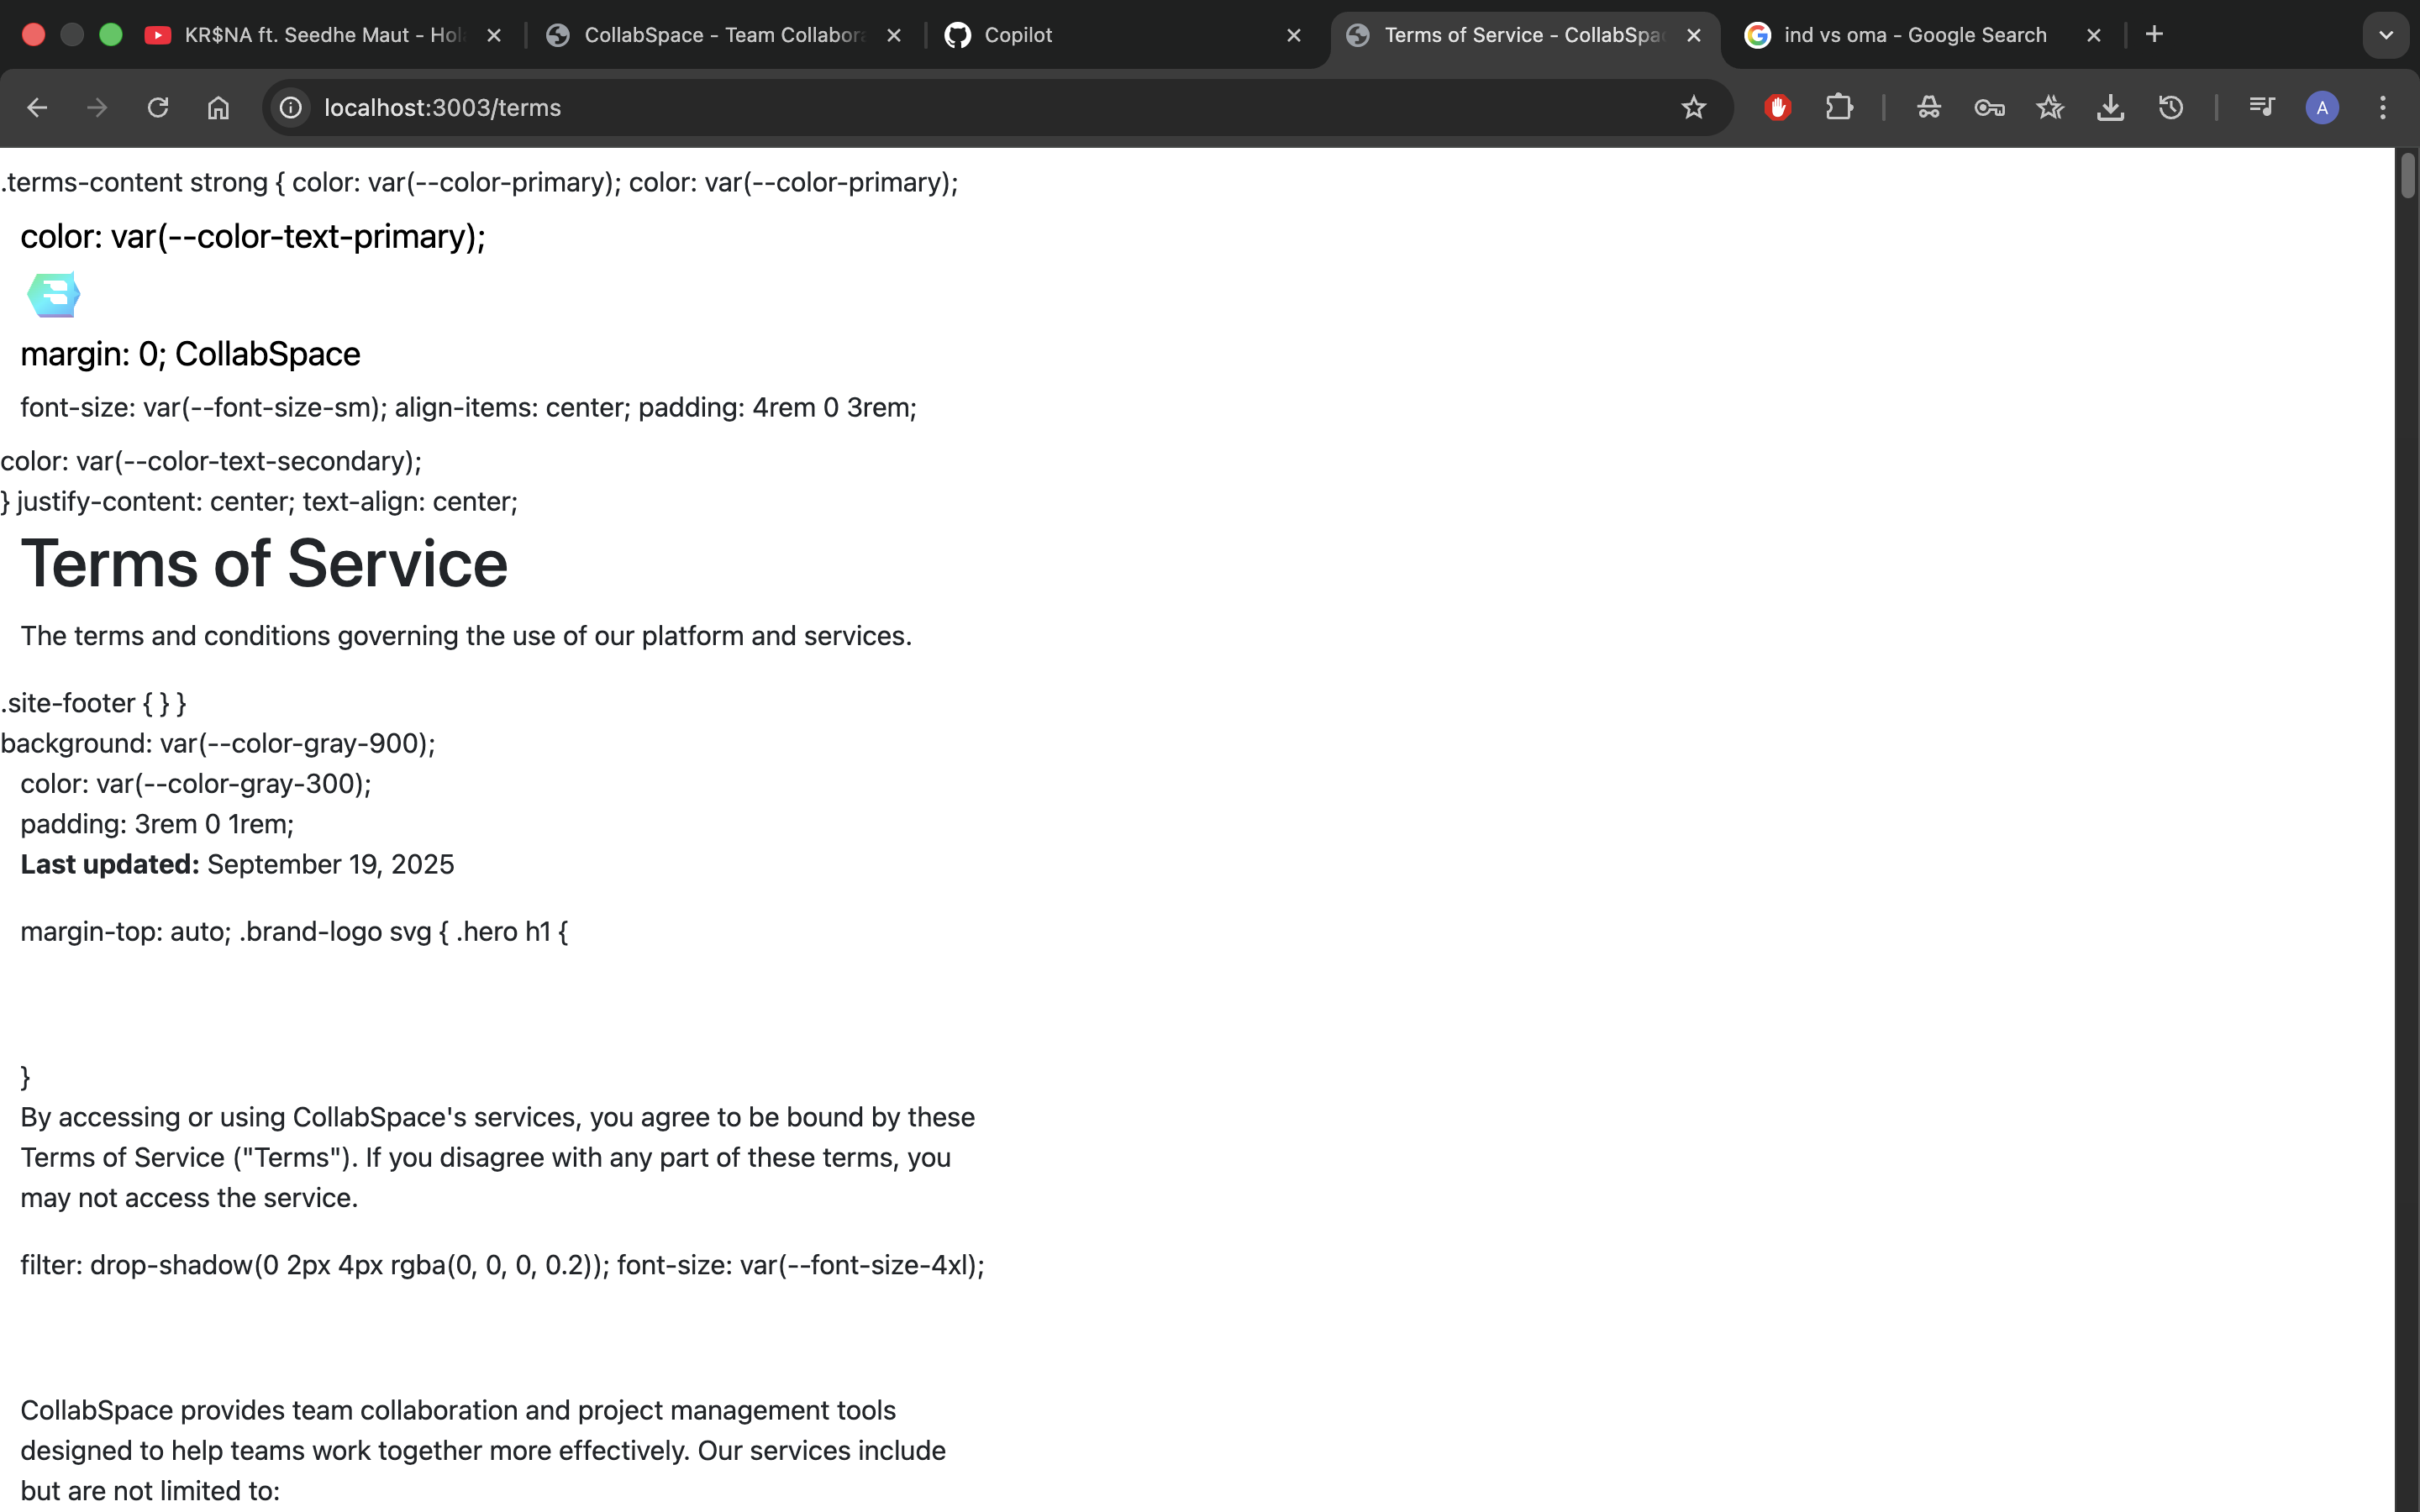 KR$NA ft. Seedhe Maut - Hol
CollabSpace - Team Collabora
Copilot
Terms of Service - CollabSpa
ind vs oma - Google Search
localhost:3003/terms
A
.terms-content strong { color: var(--color-primary); color: var(--color-primary);
color: var(--color-text-primary);
margin: 0; CollabSpace
font-size: var(--font-size-sm); align-items: center; padding: 4rem 0 3rem;
color: var(--color-text-secondary);
} justify-content: center; text-align: center;
Terms of Service
The terms and conditions governing the use of our platform and services.
.site-footer { } }
background: var(--color-gray-900);
color: var(--color-gray-300);
padding: 3rem 0 1rem;
Last updated: September 19, 2025
margin-top: auto; .brand-logo svg { .hero h1 {
}
By accessing or using CollabSpace's services, you agree to be bound by these
Terms of Service ("Terms"). If you disagree with any part of these terms, you
may not access the service.
filter: drop-shadow(0 2px 4px rgba(0, 0, 0, 0.2)); font-size: var(--font-size-4xl);
CollabSpace provides team collaboration and project management tools
designed to help teams work together more effectively. Our services include
but are not limited to: